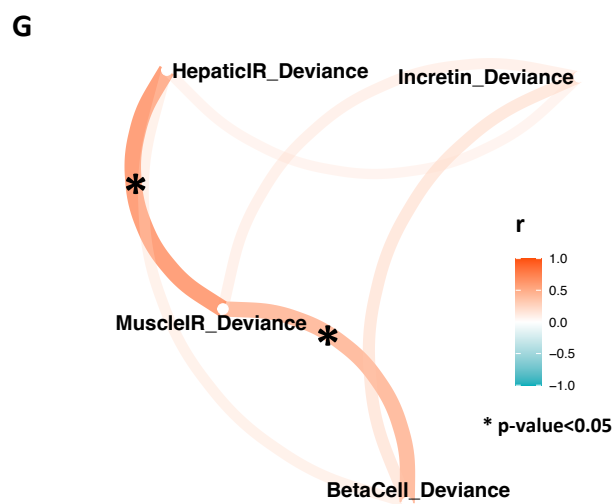 G
HepaticIR_Deviance
Incretin_Deviance
*
r
1.0
0.5
0.0
−0.5
−1.0
MuscleIR_Deviance
*
* p-value<0.05
BetaCell_Deviance